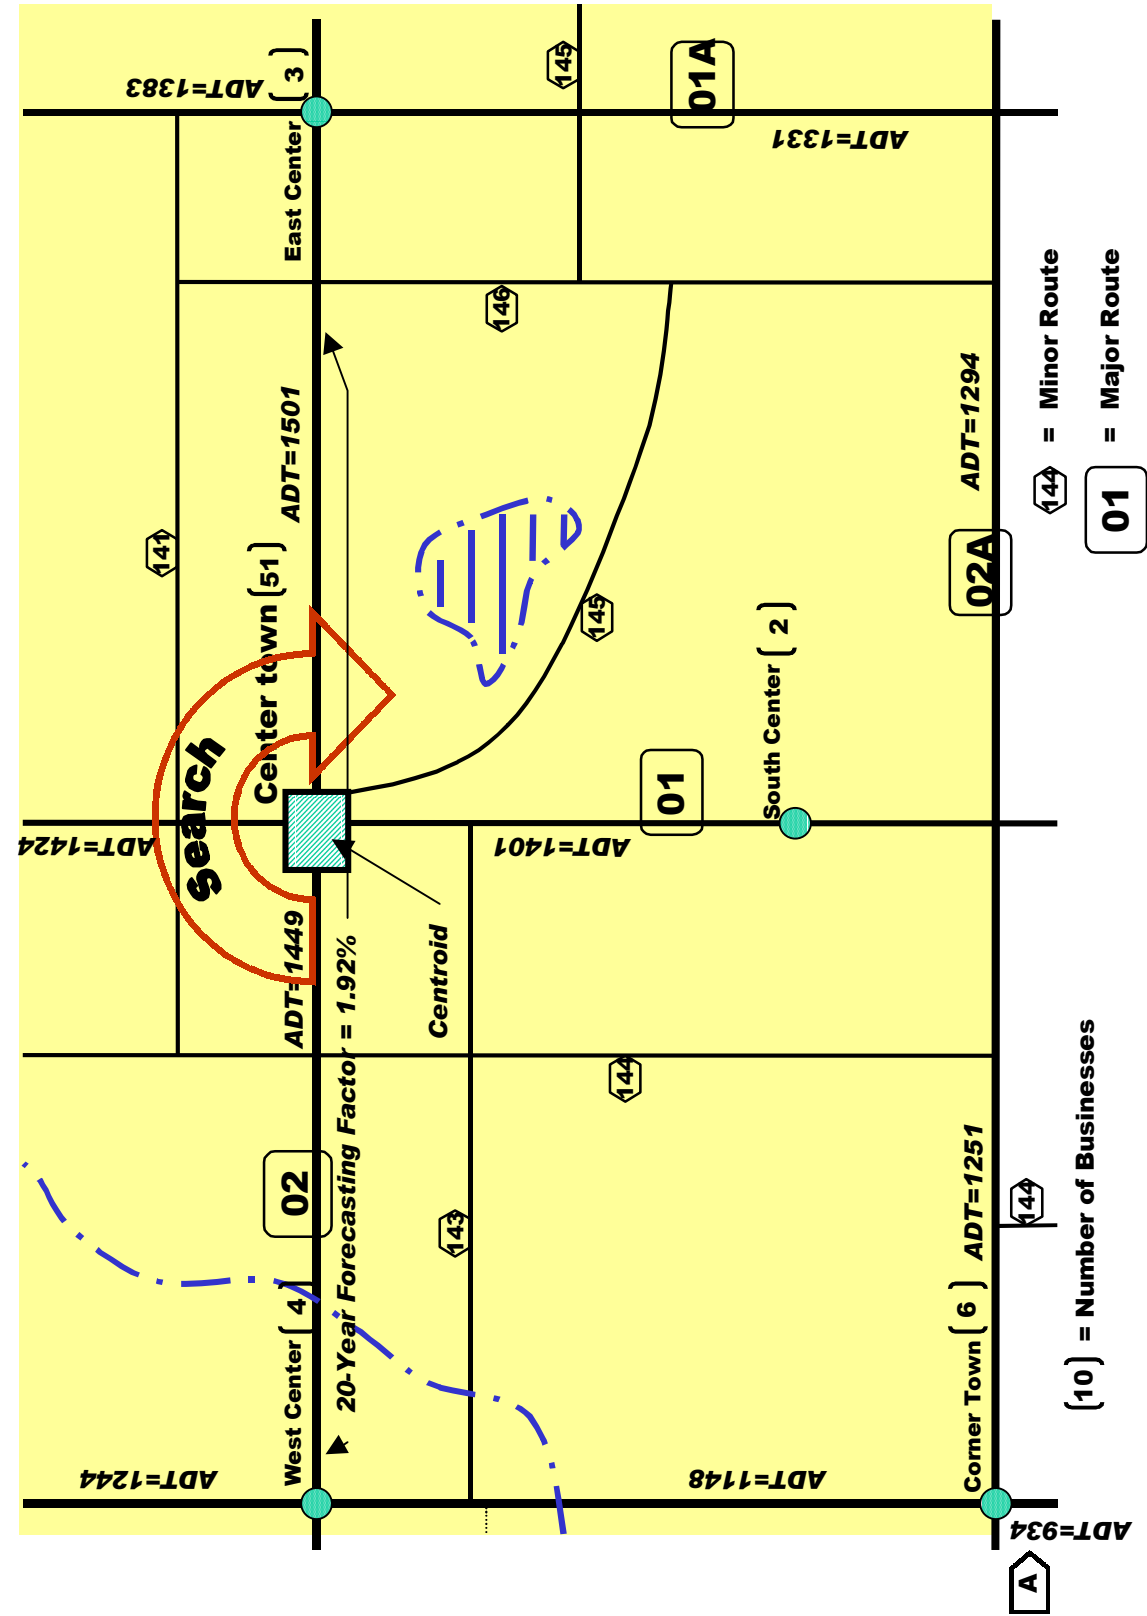 ADT=1244
ADT=1424
ADT=1383
141
West Center [ 4 ]
02
ADT=1449
Search
Center town [51]
ADT=1501
East Center
[ 3 ]
20-Year Forecasting Factor = 1.92%
143
Centroid
146
145
144
145
01
01A
ADT=1148
ADT=1401
ADT=1331
South Center [ 2 ]
Corner Town [ 6 ]
ADT=1251
02A
ADT=1294
ADT=934
A
144
144 = Minor Route
[10] = Number of Businesses
01 = Major Route